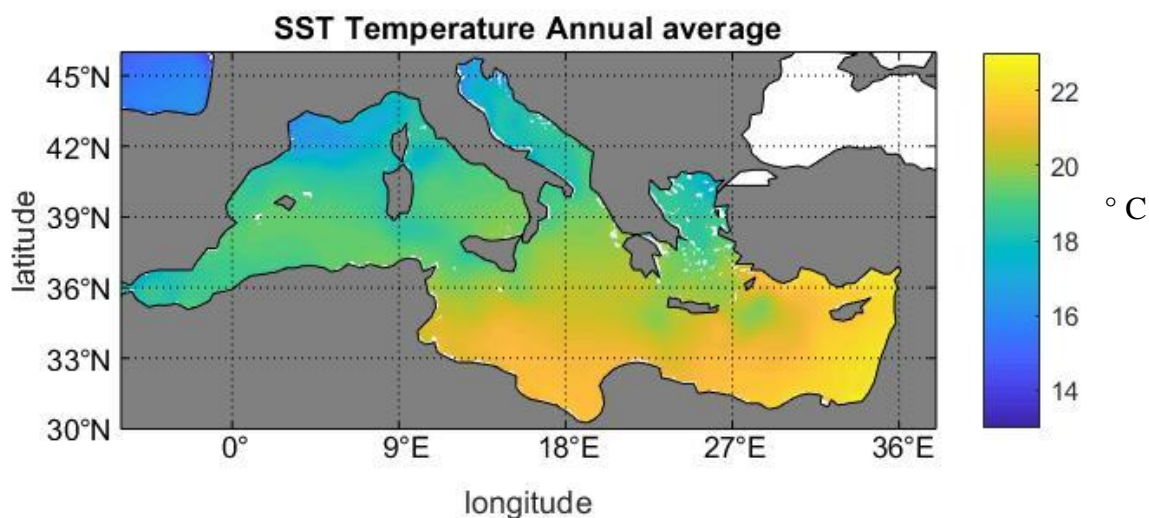 SST Temperature Annual average
45°N
42°N
39°N
36°N
33°N
30°N
latitude
0°
9°E
18°E
27°E
36°E
longitude
22
20
18
16
14
° C